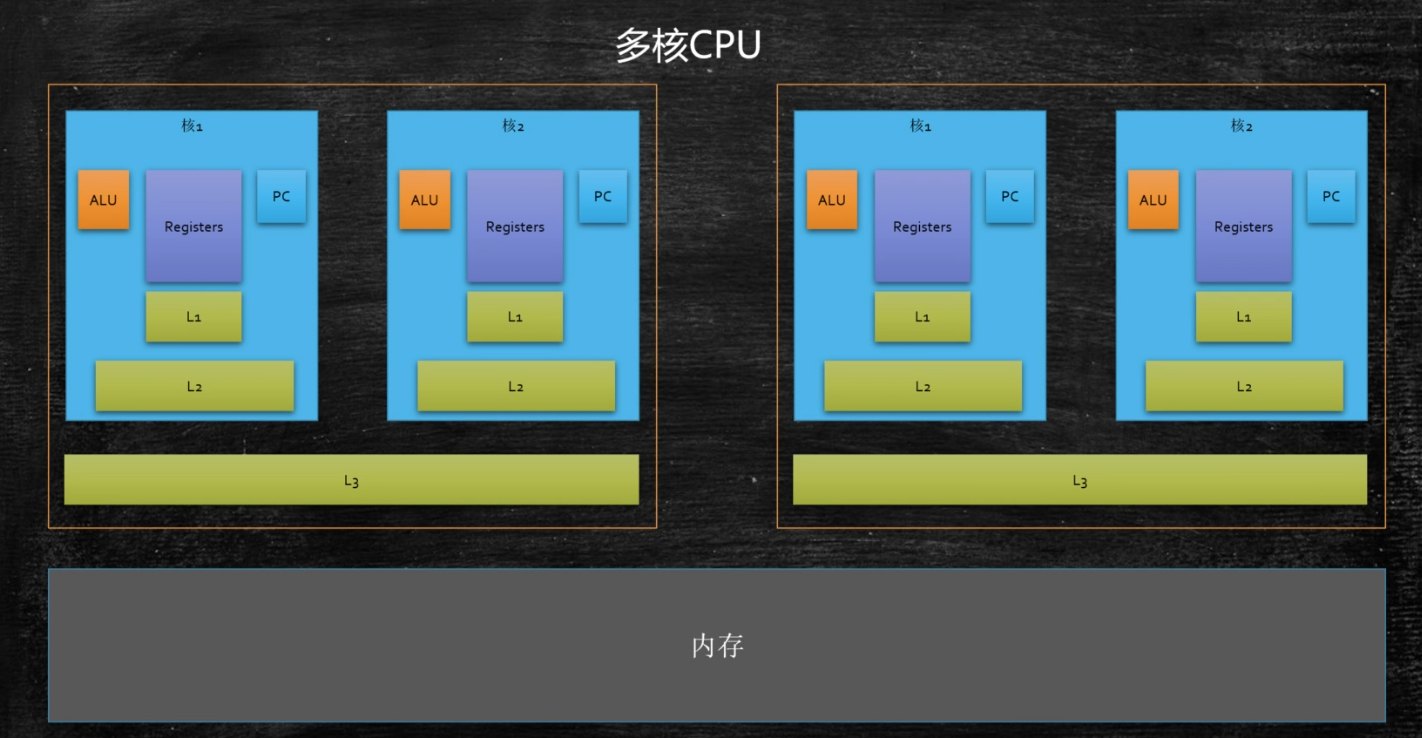 多核CPU
核1
ALU
Registers
PC
L1
L2
核2
ALU
Registers
PC
L1
L2
L3
核1
ALU
Registers
PC
L1
L2
核2
ALU
Registers
PC
L1
L2
L3
内存